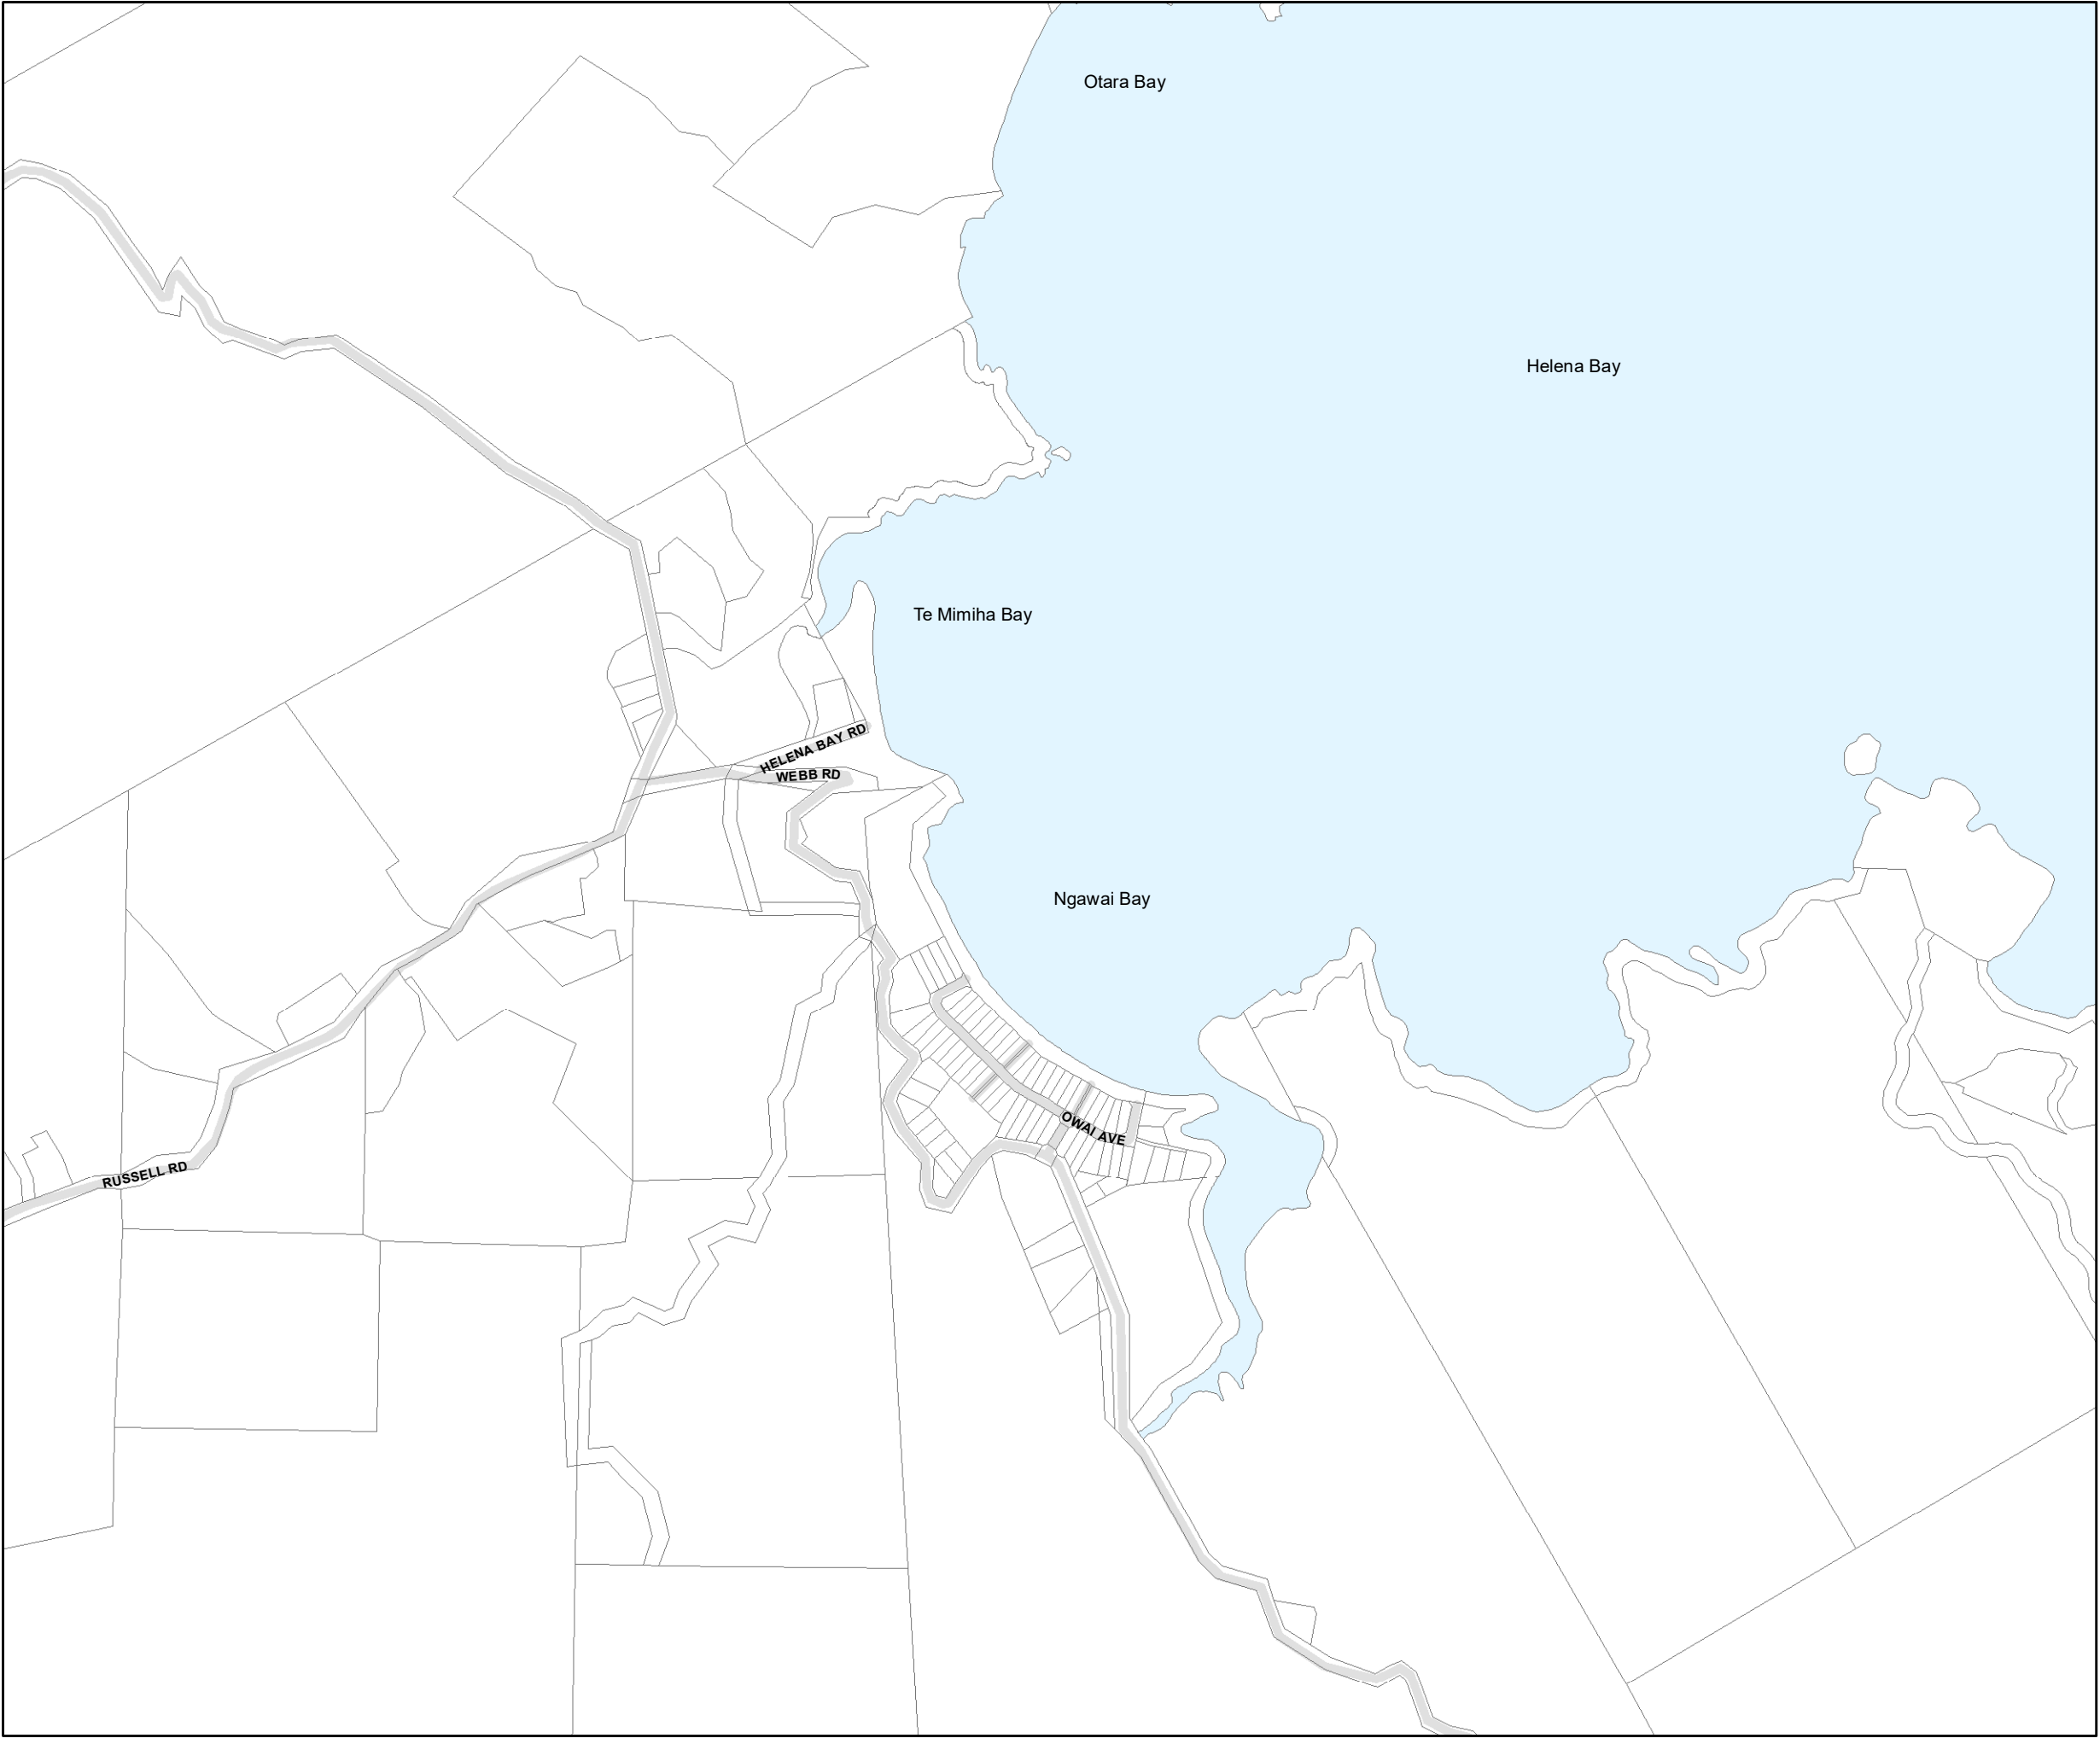 Otara Bay
Helena Bay
Te Mimiha Bay
HELENA BAY RD
WEBB RD
Ngawai Bay
OWAI AVE
RUSSELL RD